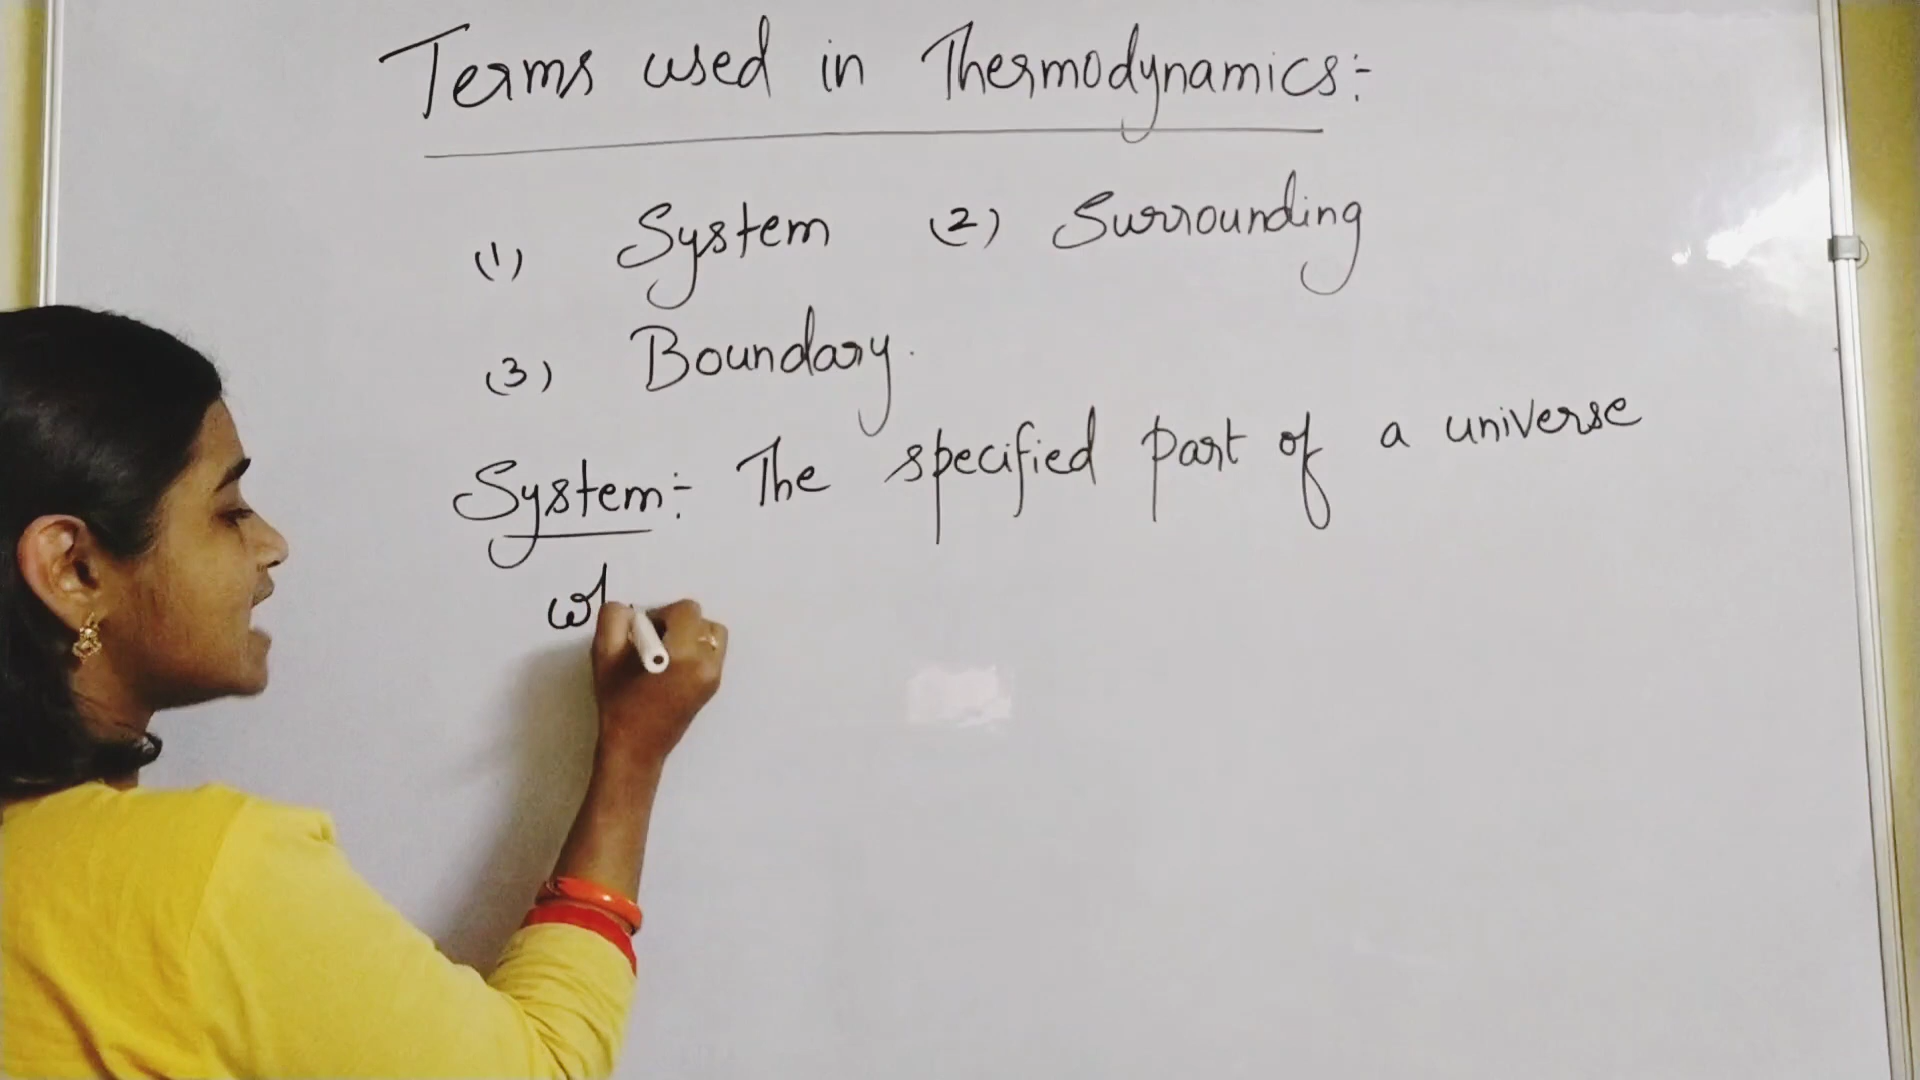 Terms used in Thermodynamics:-
(1) System (2) Surrounding
(3) Boundary.
System:- The specified part of a universe